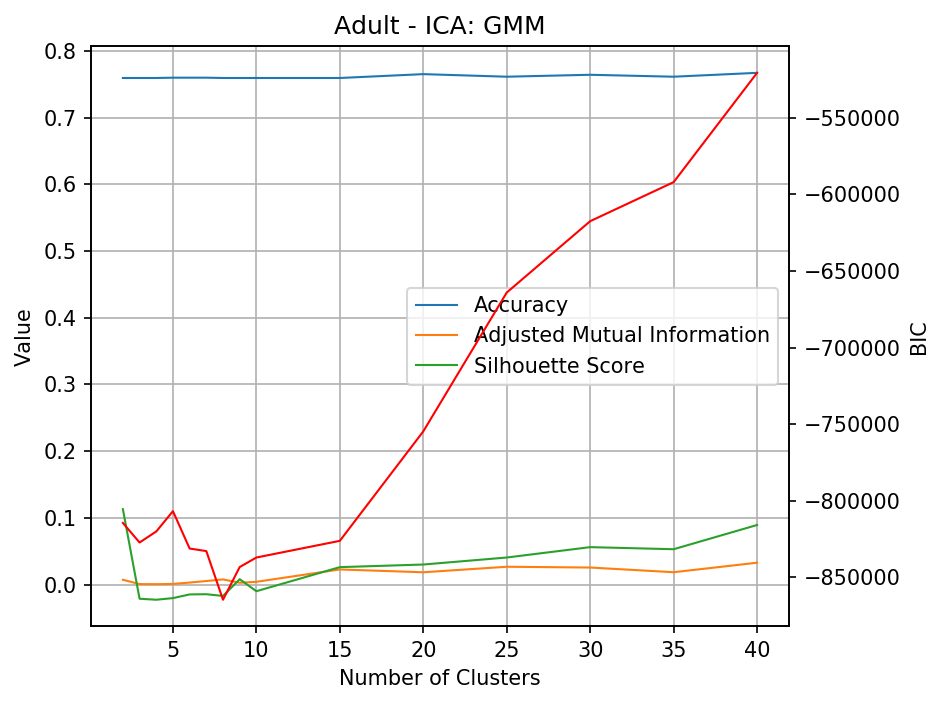 Adult - ICA: GMM
0.8
0.7
0.6
0.5
0.4
0.3
0.2
0.1
0.0
Value
Accuracy
Adjusted Mutual Information
Silhouette Score
−550000
−600000
−650000
−700000
−750000
−800000
−850000
BIC
5 10 15 20 25 30 35 40
Number of Clusters